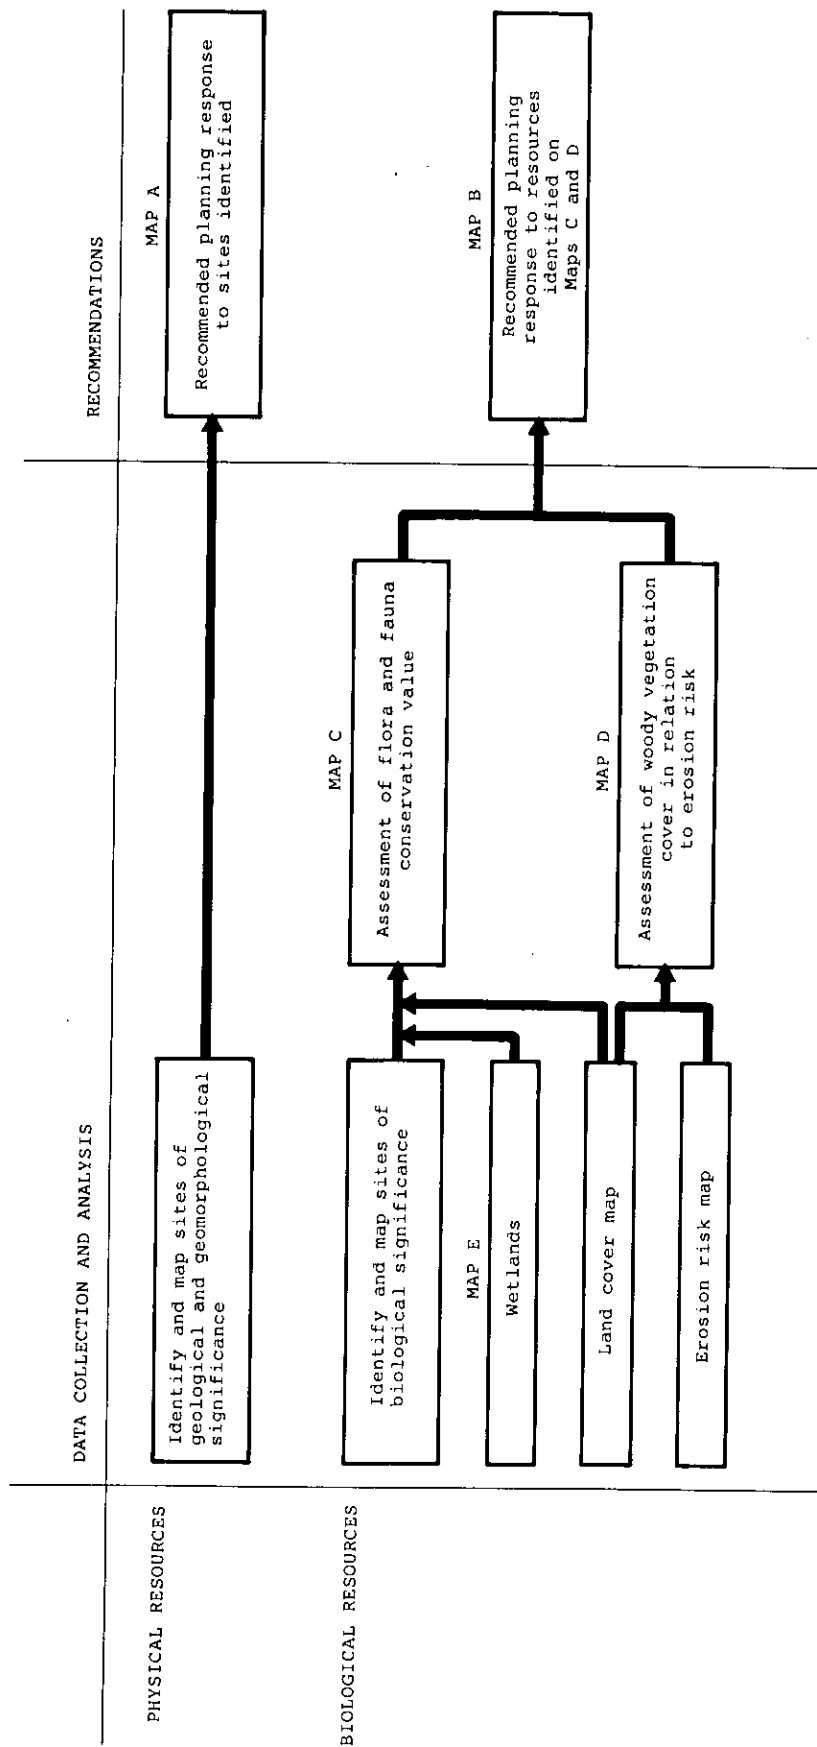 DATA COLLECTION AND ANALYSIS
RECOMMENDATIONS
PHYSICAL RESOURCES
Identify and map sites of
geological and geomorphological
significance
MAP A
Recommended planning response
to sites identified
BIOLOGICAL RESOURCES
Identify and map sites of
biological significance
MAP E
Wetlands
Land cover map
Erosion risk map
MAP C
Assessment of flora and fauna
conservation value
MAP D
Assessment of woody vegetation
cover in relation
to erosion risk
MAP B
Recommended planning
response to resources
identified on
Maps C and D